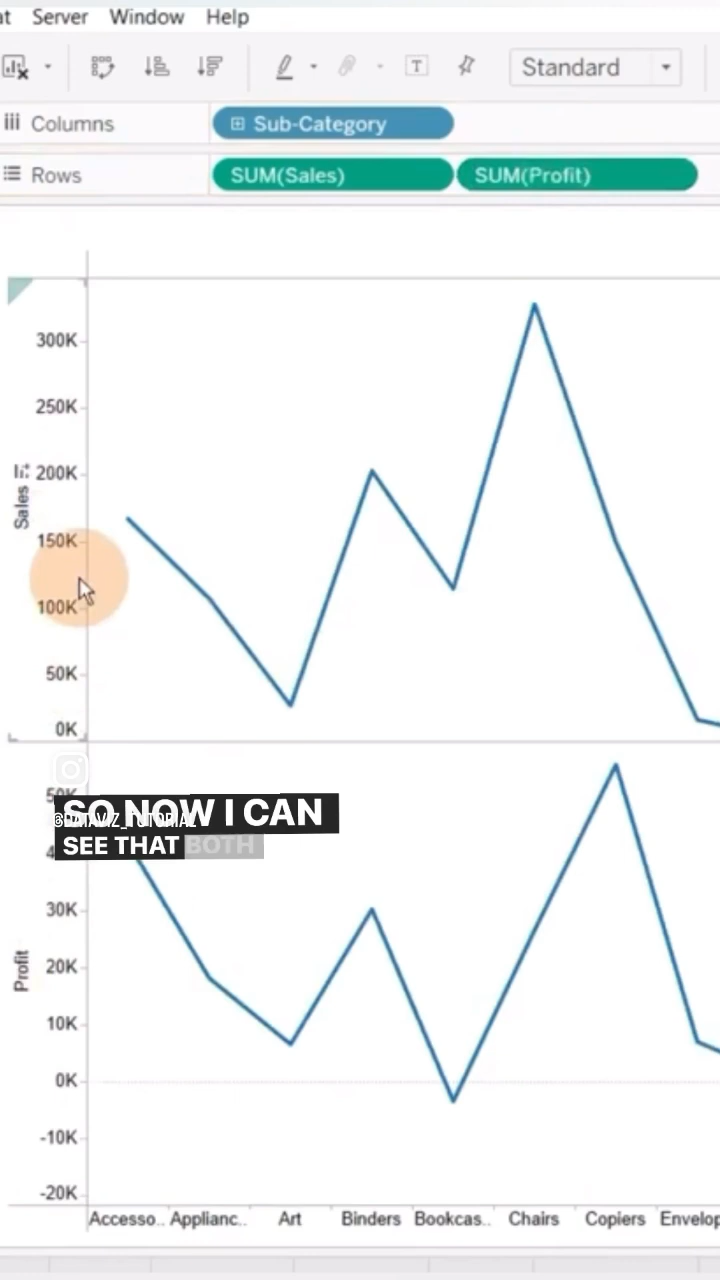 Server Window Help
Standard
Columns
Sub-Category
Rows
SUM(Sales) SUM(Profit)
300K
250K
200K
150K
100K
50K
0K
Sales
SO NOW I CAN
@DATAVIZ_TUTORIAL
SEE THAT BOTH
30K
20K
10K
0K
-10K
-20K
Profit
Accesso.. Applianc.. Art Binders Bookcas.. Chairs Copiers Envelop